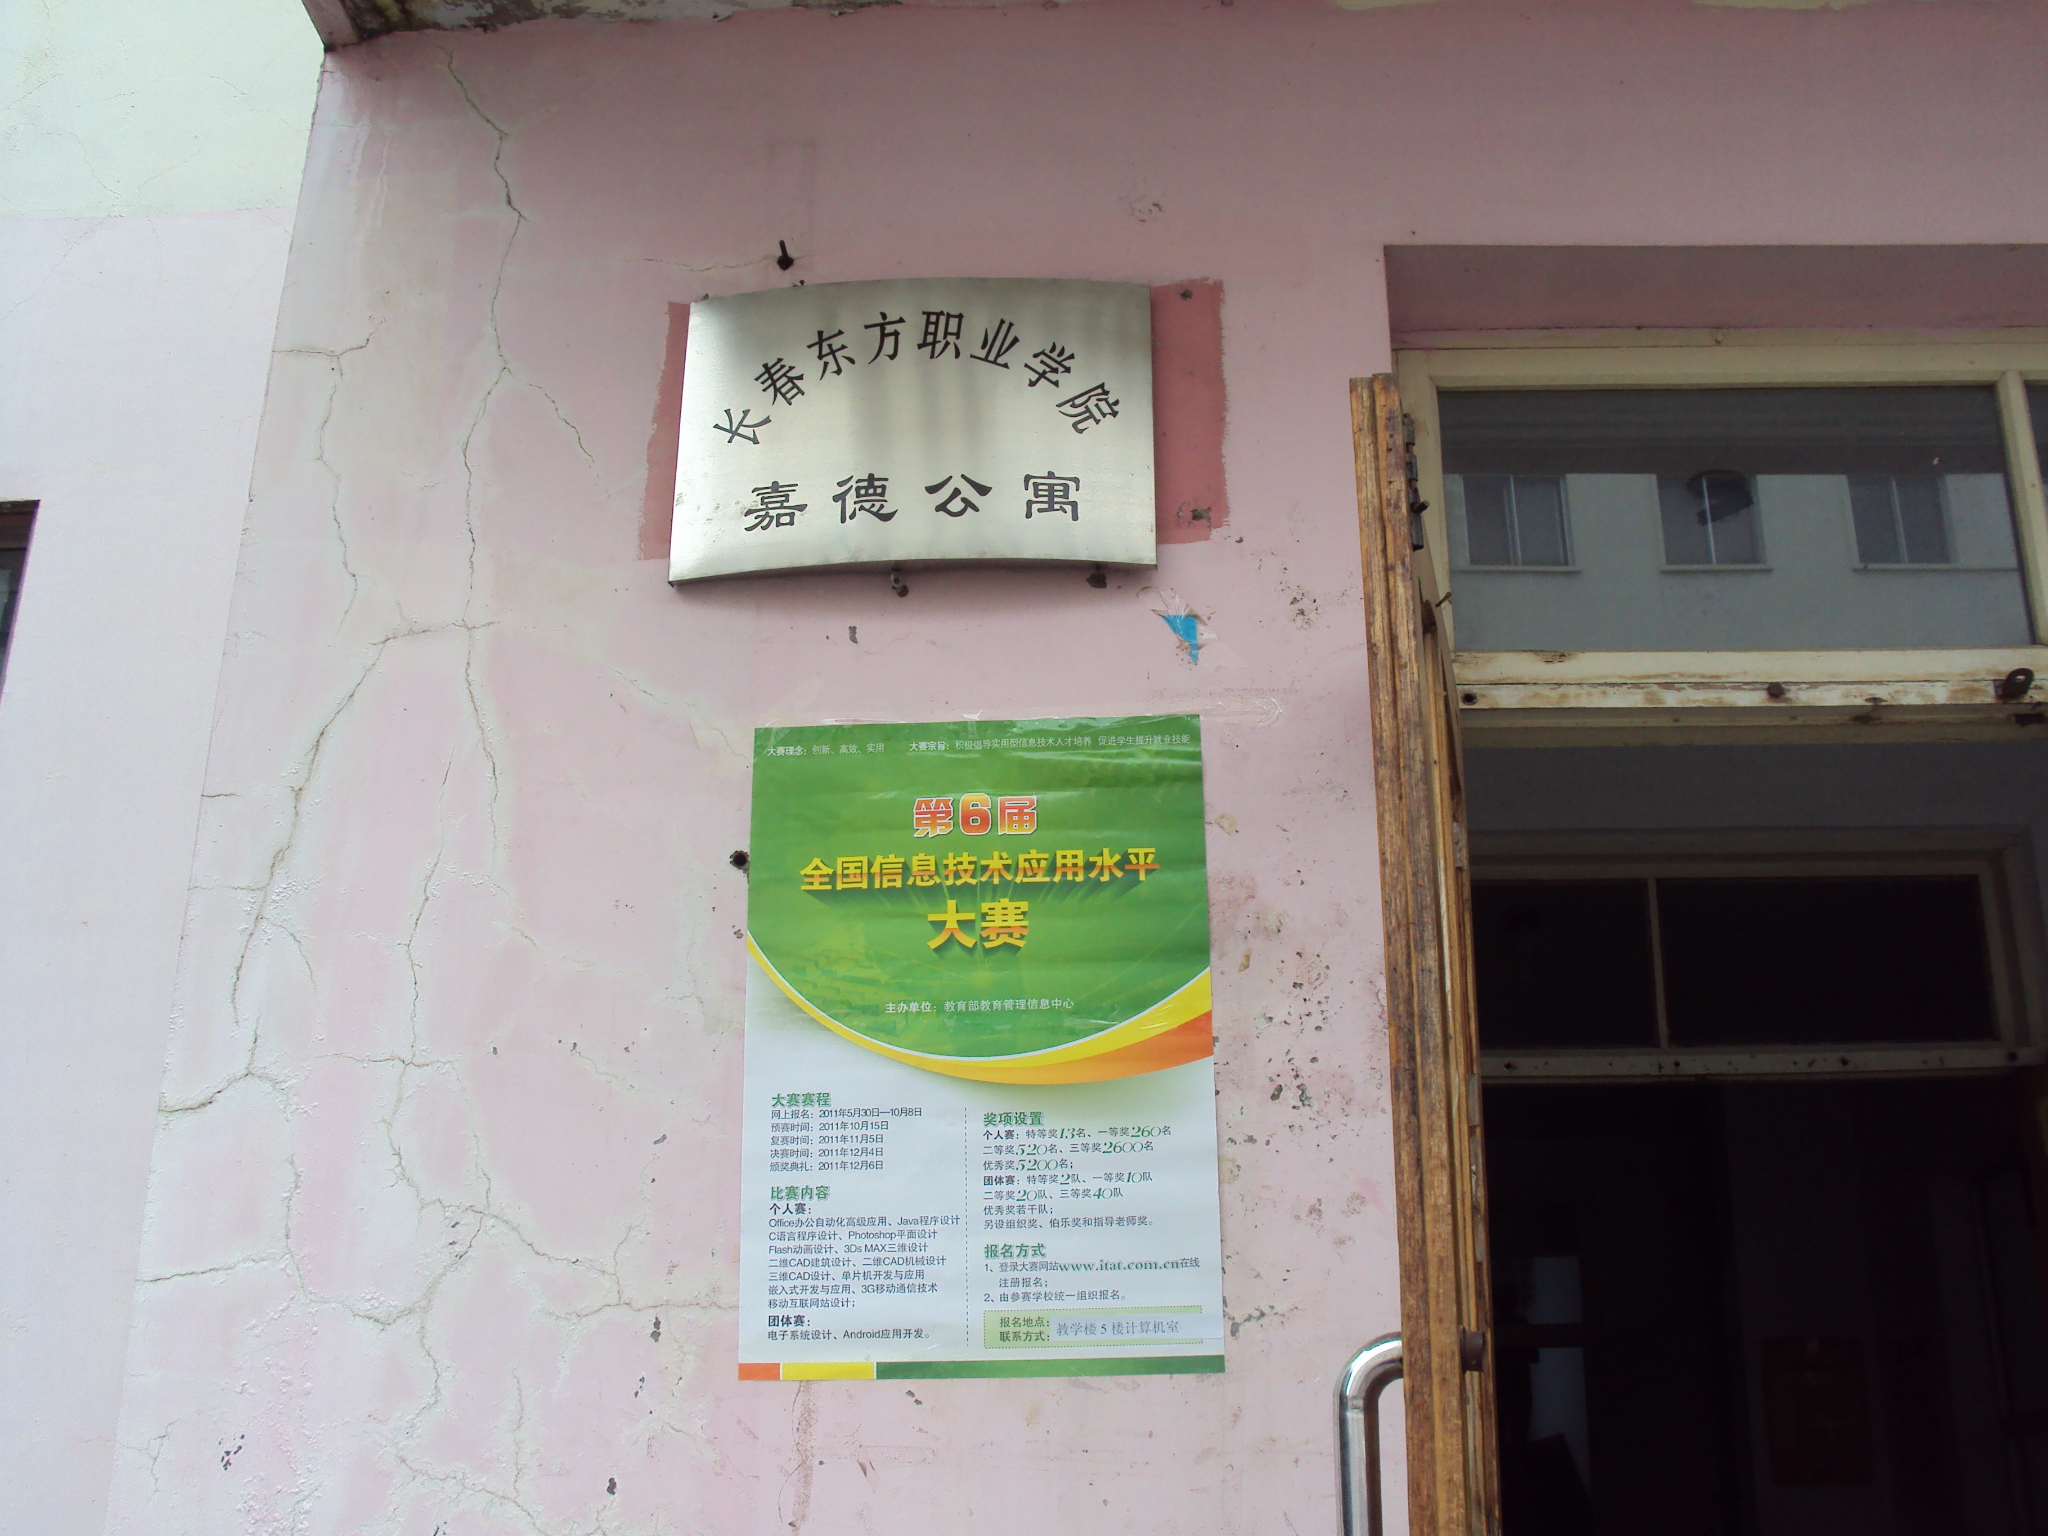 长春东方职业学院
嘉德公寓
大赛理念：创新、高效、实用 大赛宗旨：积极倡导实用型信息技术人才培养 促进学生提升就业技能
第6届
全国信息技术应用水平
大赛
主办单位：教育部教育管理信息中心
大赛赛程
网上报名：2011年5月30日—10月8日
预赛时间：2011年10月15日
复赛时间：2011年11月5日
决赛时间：2011年12月4日
颁奖典礼：2011年12月6日
比赛内容
个人赛：
Office办公自动化高级应用、Java程序设计
C语言程序设计、Photoshop平面设计
Flash动画设计、3Ds MAX三维设计
二维CAD建筑设计、二维CAD机械设计
三维CAD设计、单片机开发与应用
嵌入式开发与应用、3G移动通信技术
移动互联网站设计；
团体赛：
电子系统设计、Android应用开发。
奖项设置
个人赛：特等奖13名、一等奖260名
二等奖520名、三等奖2600名
优秀奖5200名；
团体赛：特等奖2队、一等奖10队
二等奖20队、三等奖40队
优秀奖若干队；
另设组织奖、伯乐奖和指导老师奖。
报名方式
1、登录大赛网站www.itat.com.cn在线
注册报名；
2、由参赛学校统一组织报名。
报名地点：
联系方式：
教学楼 5 楼计算机室